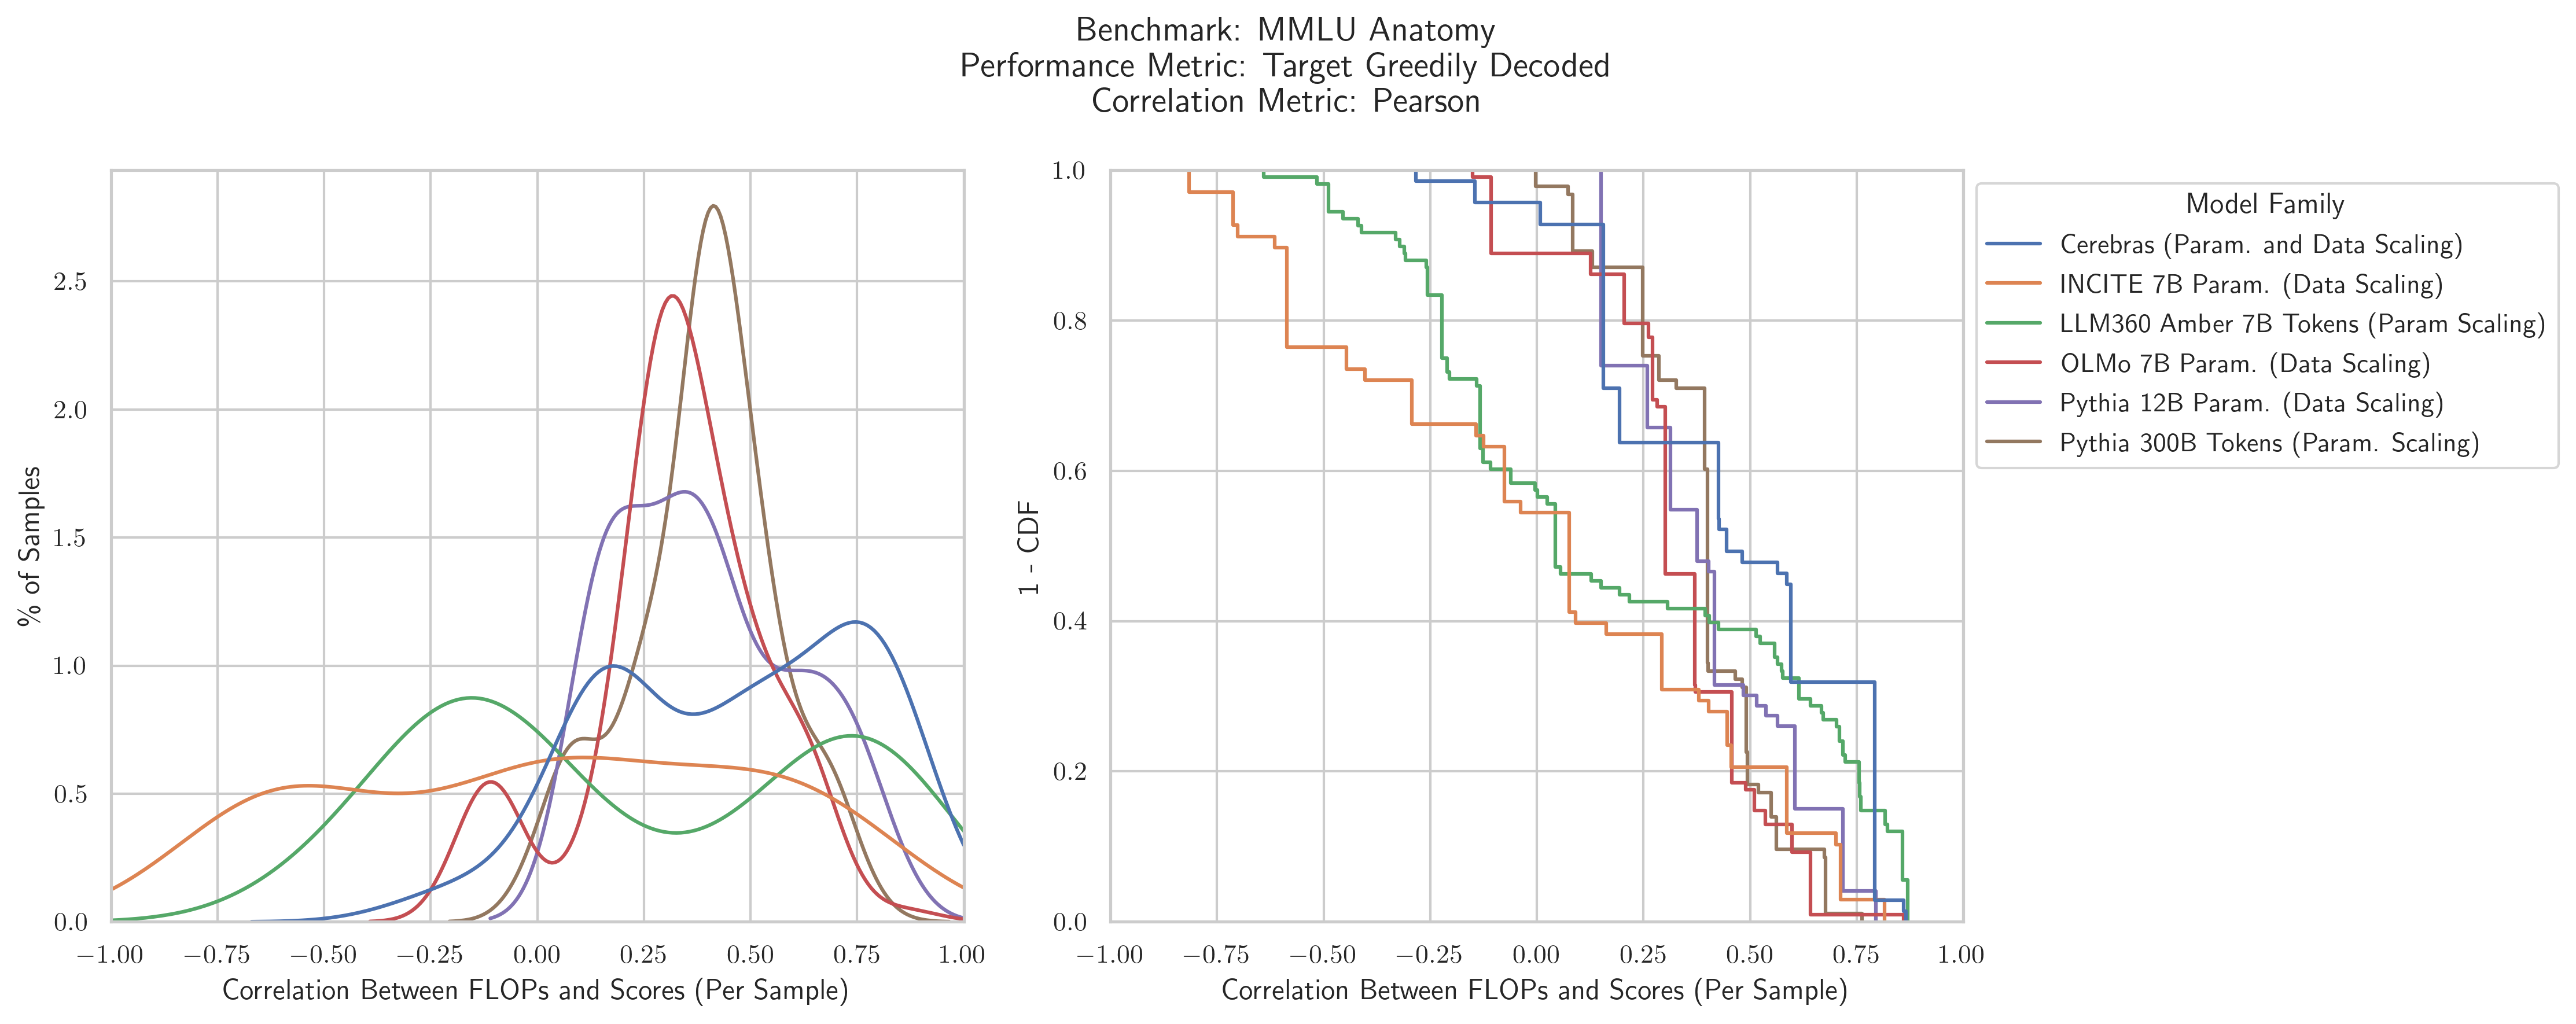 Benchmark: MMLU Anatomy
Performance Metric: Target Greedily Decoded
Correlation Metric: Pearson
% of Samples
2.5
2.0
1.5
1.0
0.5
0.0
−1.00 −0.75 −0.50 −0.25 0.00 0.25 0.50 0.75 1.00
Correlation Between FLOPs and Scores (Per Sample)
1 - CDF
1.0
0.8
0.6
0.4
0.2
0.0
−1.00 −0.75 −0.50 −0.25 0.00 0.25 0.50 0.75 1.00
Correlation Between FLOPs and Scores (Per Sample)
Model Family
Cerebras (Param. and Data Scaling)
INCITE 7B Param. (Data Scaling)
LLM360 Amber 7B Tokens (Param Scaling)
OLMo 7B Param. (Data Scaling)
Pythia 12B Param. (Data Scaling)
Pythia 300B Tokens (Param. Scaling)